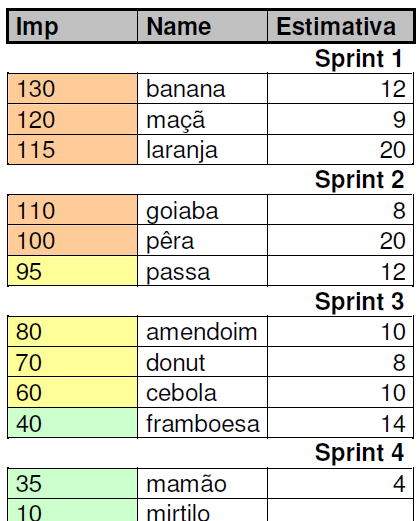 Imp Name Estimativa
Sprint 1
130 banana 12
120 maçã 9
115 laranja 20
Sprint 2
110 goiaba 8
100 pêra 20
95 passa 12
Sprint 3
80 amendoim 10
70 donut 8
60 cebola 10
40 framboesa 14
Sprint 4
35 mamão 4
10 mirtilo